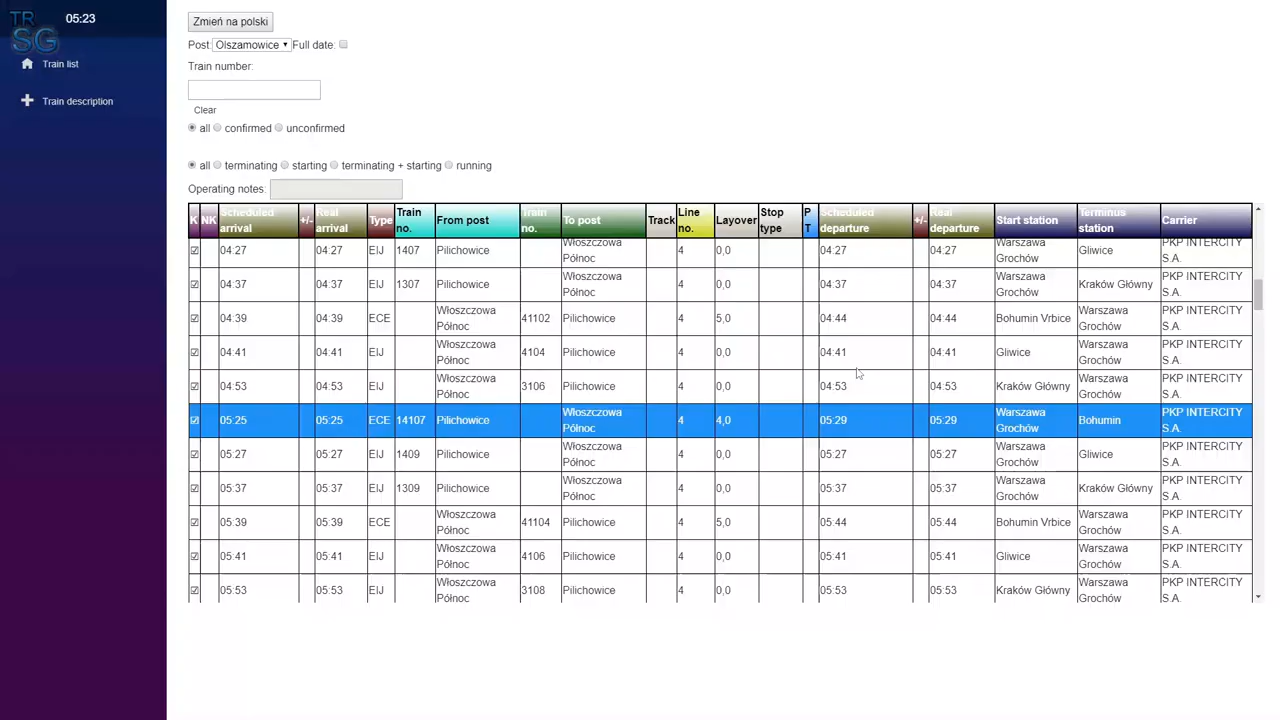 TR
SG
05:23
Train list
Train description
Zmień na polski
Post: Olszamowice Full date:
Train number:
Clear
all confirmed unconfirmed
all terminating starting terminating + starting running
Operating notes:
K NK Scheduled arrival +/- Real arrival Type Train no. From post Train no. To post Track Line no. Layover Stop type P T Scheduled departure +/- Real departure Start station Terminus station Carrier
04:27 04:27 EIJ 1407 Pilichowice Włoszczowa Północ 4 0,0 04:27 04:27 Warszawa Grochów Gliwice PKP INTERCITY S.A.
04:37 04:37 EIJ 1307 Pilichowice Włoszczowa Północ 4 0,0 04:37 04:37 Warszawa Grochów Kraków Główny PKP INTERCITY S.A.
04:39 04:39 ECE Włoszczowa Północ 41102 Pilichowice 4 5,0 04:44 04:44 Bohumin Vrbice Warszawa Grochów PKP INTERCITY S.A.
04:41 04:41 EIJ Włoszczowa Północ 4104 Pilichowice 4 0,0 04:41 04:41 Gliwice Warszawa Grochów PKP INTERCITY S.A.
04:53 04:53 EIJ Włoszczowa Północ 3106 Pilichowice 4 0,0 04:53 04:53 Kraków Główny Warszawa Grochów PKP INTERCITY S.A.
05:25 05:25 ECE 14107 Pilichowice Włoszczowa Północ 4 4,0 05:29 05:29 Warszawa Grochów Bohumin PKP INTERCITY S.A.
05:27 05:27 EIJ 1409 Pilichowice Włoszczowa Północ 4 0,0 05:27 05:27 Warszawa Grochów Gliwice PKP INTERCITY S.A.
05:37 05:37 EIJ 1309 Pilichowice Włoszczowa Północ 4 0,0 05:37 05:37 Warszawa Grochów Kraków Główny PKP INTERCITY S.A.
05:39 05:39 ECE Włoszczowa Północ 41104 Pilichowice 4 5,0 05:44 05:44 Bohumin Vrbice Warszawa Grochów PKP INTERCITY S.A.
05:41 05:41 EIJ Włoszczowa Północ 4106 Pilichowice 4 0,0 05:41 05:41 Gliwice Warszawa Grochów PKP INTERCITY S.A.
05:53 05:53 EIJ Włoszczowa Północ 3108 Pilichowice 4 0,0 05:53 05:53 Kraków Główny Warszawa Grochów PKP INTERCITY S.A.